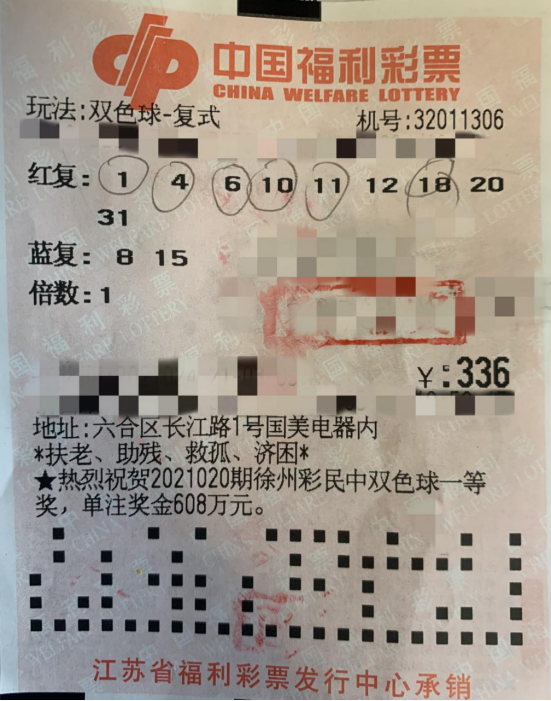 中国福利彩票
CHINA WELFARE LOTTERY
玩法:双色球-复式
机号:32011306
红复: 1 4 6 10 11 12 18 20
31
蓝复: 8 15
倍数:1
¥:336
地址:六合区长江路1号国美电器内
*扶老、助残、救孤、济困*
★热烈祝贺2021020期徐州彩民中双色球一等
奖,单注奖金608万元。
江苏省福利彩票发行中心承销